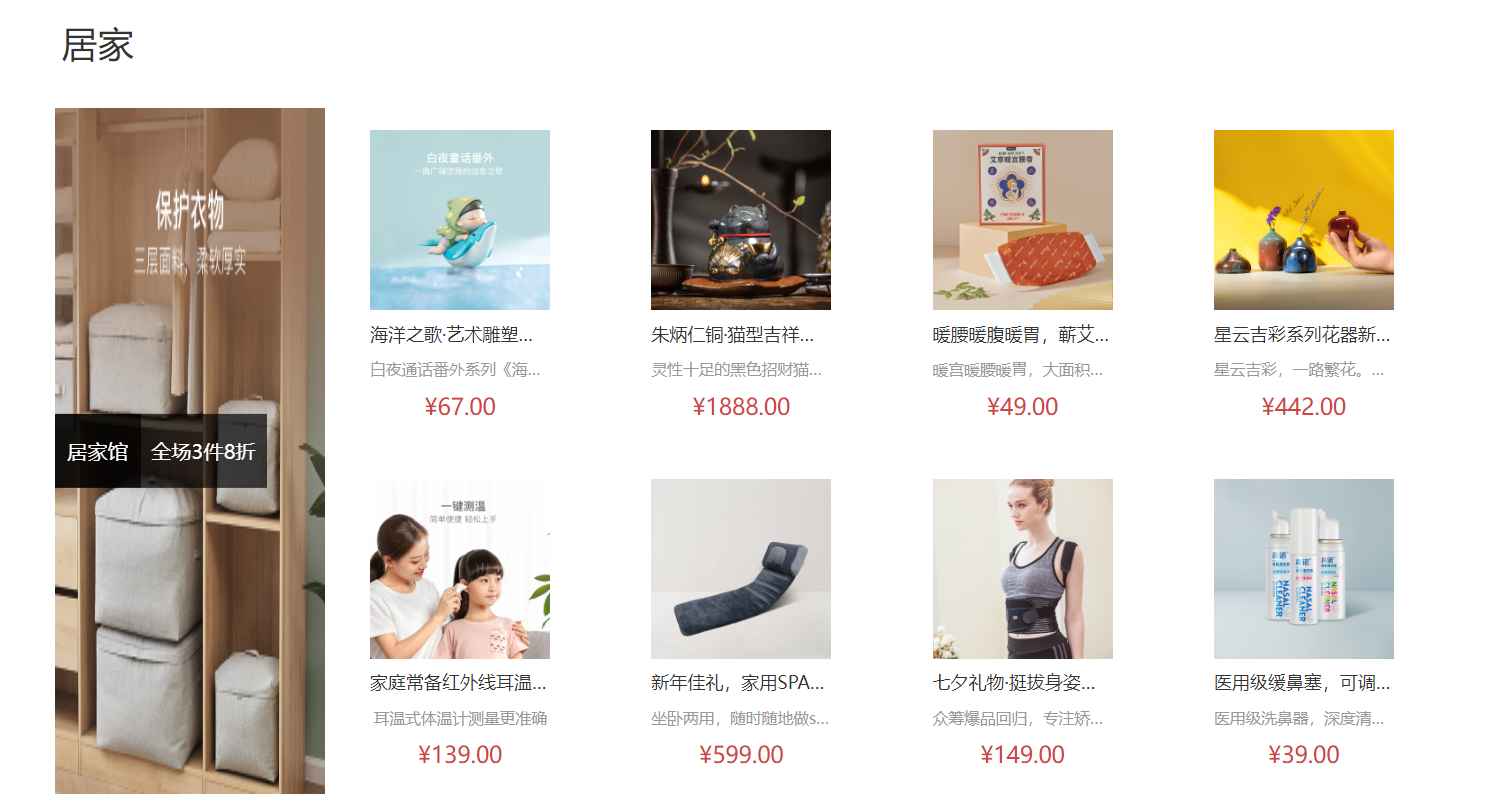 居家
保护衣物
三层面料，柔软厚实
居家馆 全场3件8折
白夜童话番外
一曲广阔悠扬的治愈之歌
海洋之歌·艺术雕塑...
白夜通话番外系列《海...
¥67.00
朱炳仁铜·猫型吉祥...
灵性十足的黑色招财猫...
¥1888.00
艾草暖宫腰带
暖腰暖腹暖胃，蕲艾...
暖宫暖腰暖胃，大面积...
¥49.00
星云吉彩系列花器新...
星云吉彩，一路繁花。...
¥442.00
一键测温
简单便捷 轻松上手
家庭常备红外线耳温...
耳温式体温计测量更准确
¥139.00
新年佳礼，家用SPA...
坐卧两用，随时随地做s...
¥599.00
七夕礼物·挺拔身姿...
众筹爆品回归，专注矫...
¥149.00
NASAL CLEANER
NASAL CLEANER
NASAL CLEANER
医用级缓鼻塞，可调...
医用级洗鼻器，深度清...
¥39.00